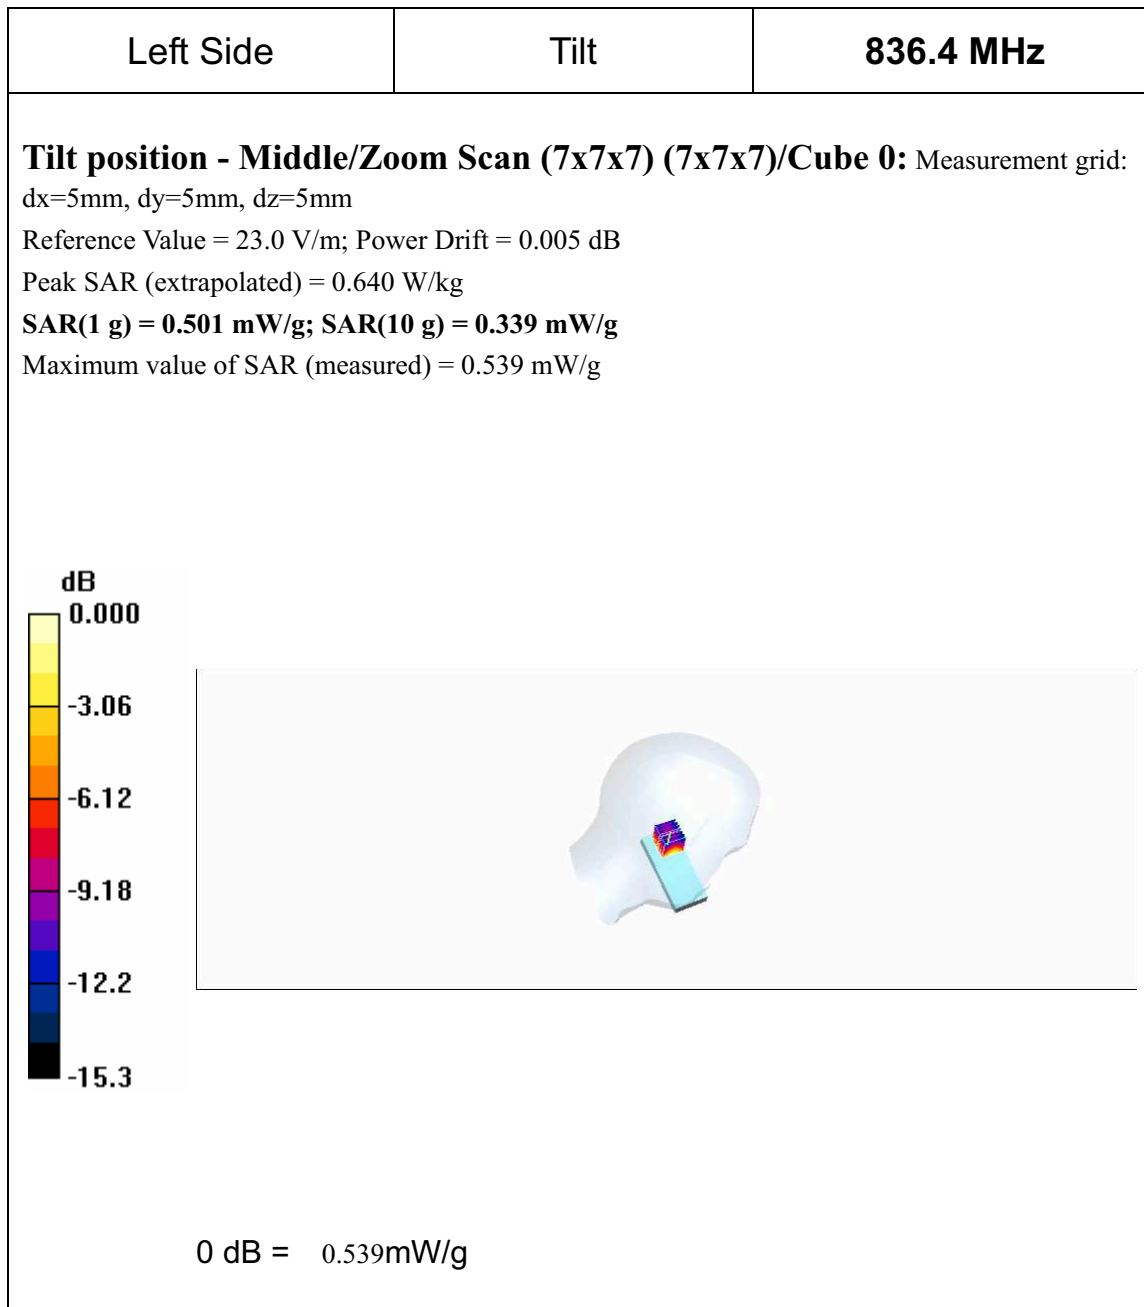 Left Side Tilt 836.4 MHz
Tilt position - Middle/Zoom Scan (7x7x7) (7x7x7)/Cube 0: Measurement grid:
dx=5mm, dy=5mm, dz=5mm
Reference Value = 23.0 V/m; Power Drift = 0.005 dB
Peak SAR (extrapolated) = 0.640 W/kg
SAR(1 g) = 0.501 mW/g; SAR(10 g) = 0.339 mW/g
Maximum value of SAR (measured) = 0.539 mW/g
dB
0.000
-3.06
-6.12
-9.18
-12.2
-15.3
0 dB = 0.539mW/g